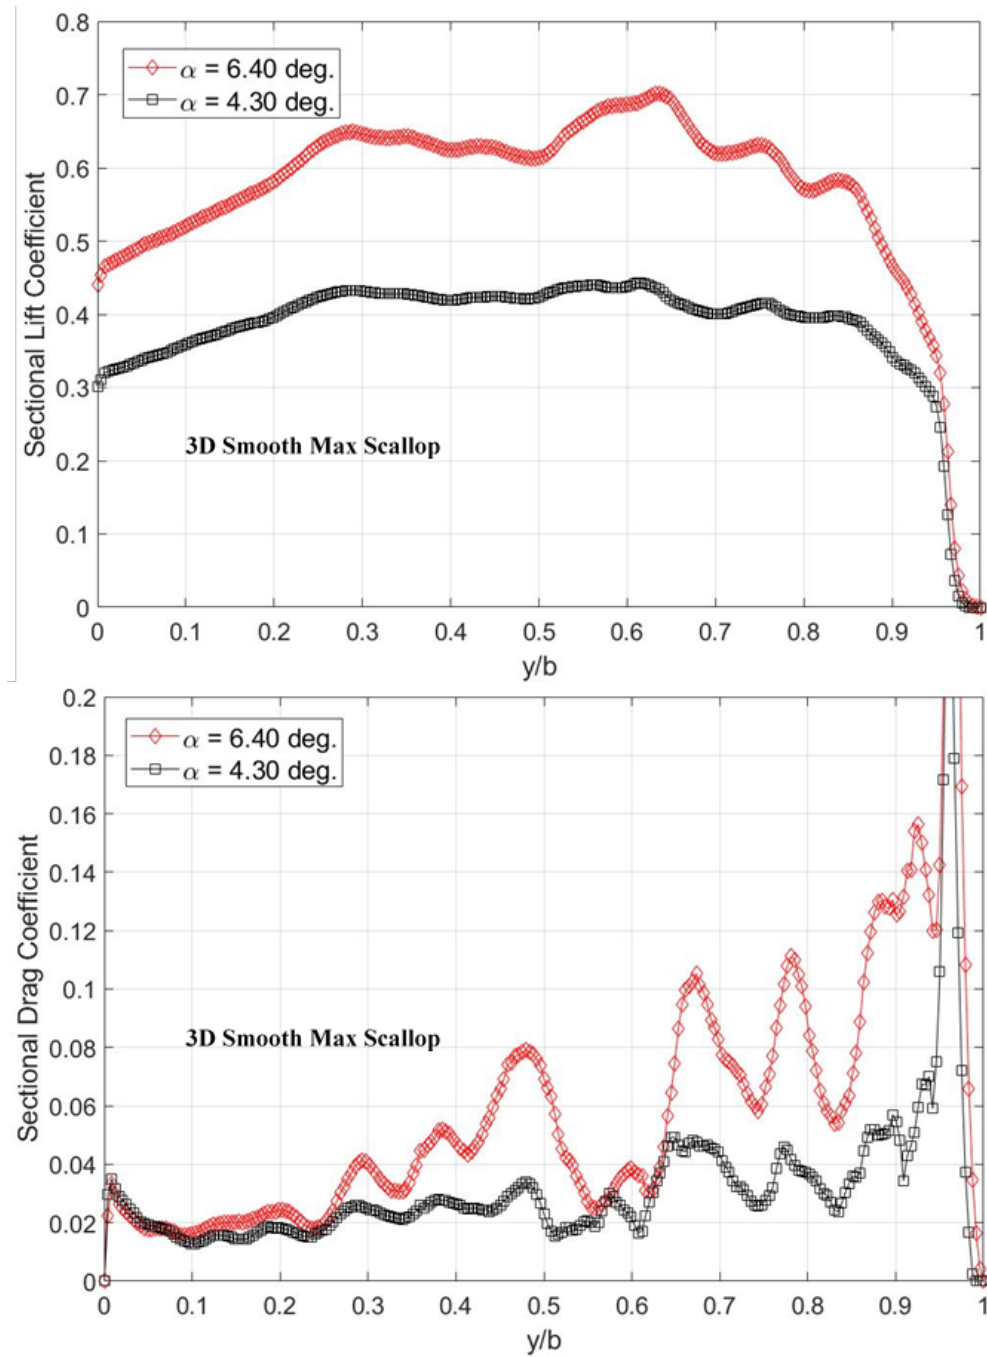 0.8
0.7
0.6
0.5
0.4
0.3
0.2
0.1
0
Sectional Lift Coefficient
α = 6.40 deg.
α = 4.30 deg.
3D Smooth Max Scallop
0 0.1 0.2 0.3 0.4 0.5 0.6 0.7 0.8 0.9 1
y/b
0.2
0.18
0.16
0.14
0.12
0.1
0.08
0.06
0.04
0.02
0
Sectional Drag Coefficient
α = 6.40 deg.
α = 4.30 deg.
3D Smooth Max Scallop
0 0.1 0.2 0.3 0.4 0.5 0.6 0.7 0.8 0.9 1
y/b